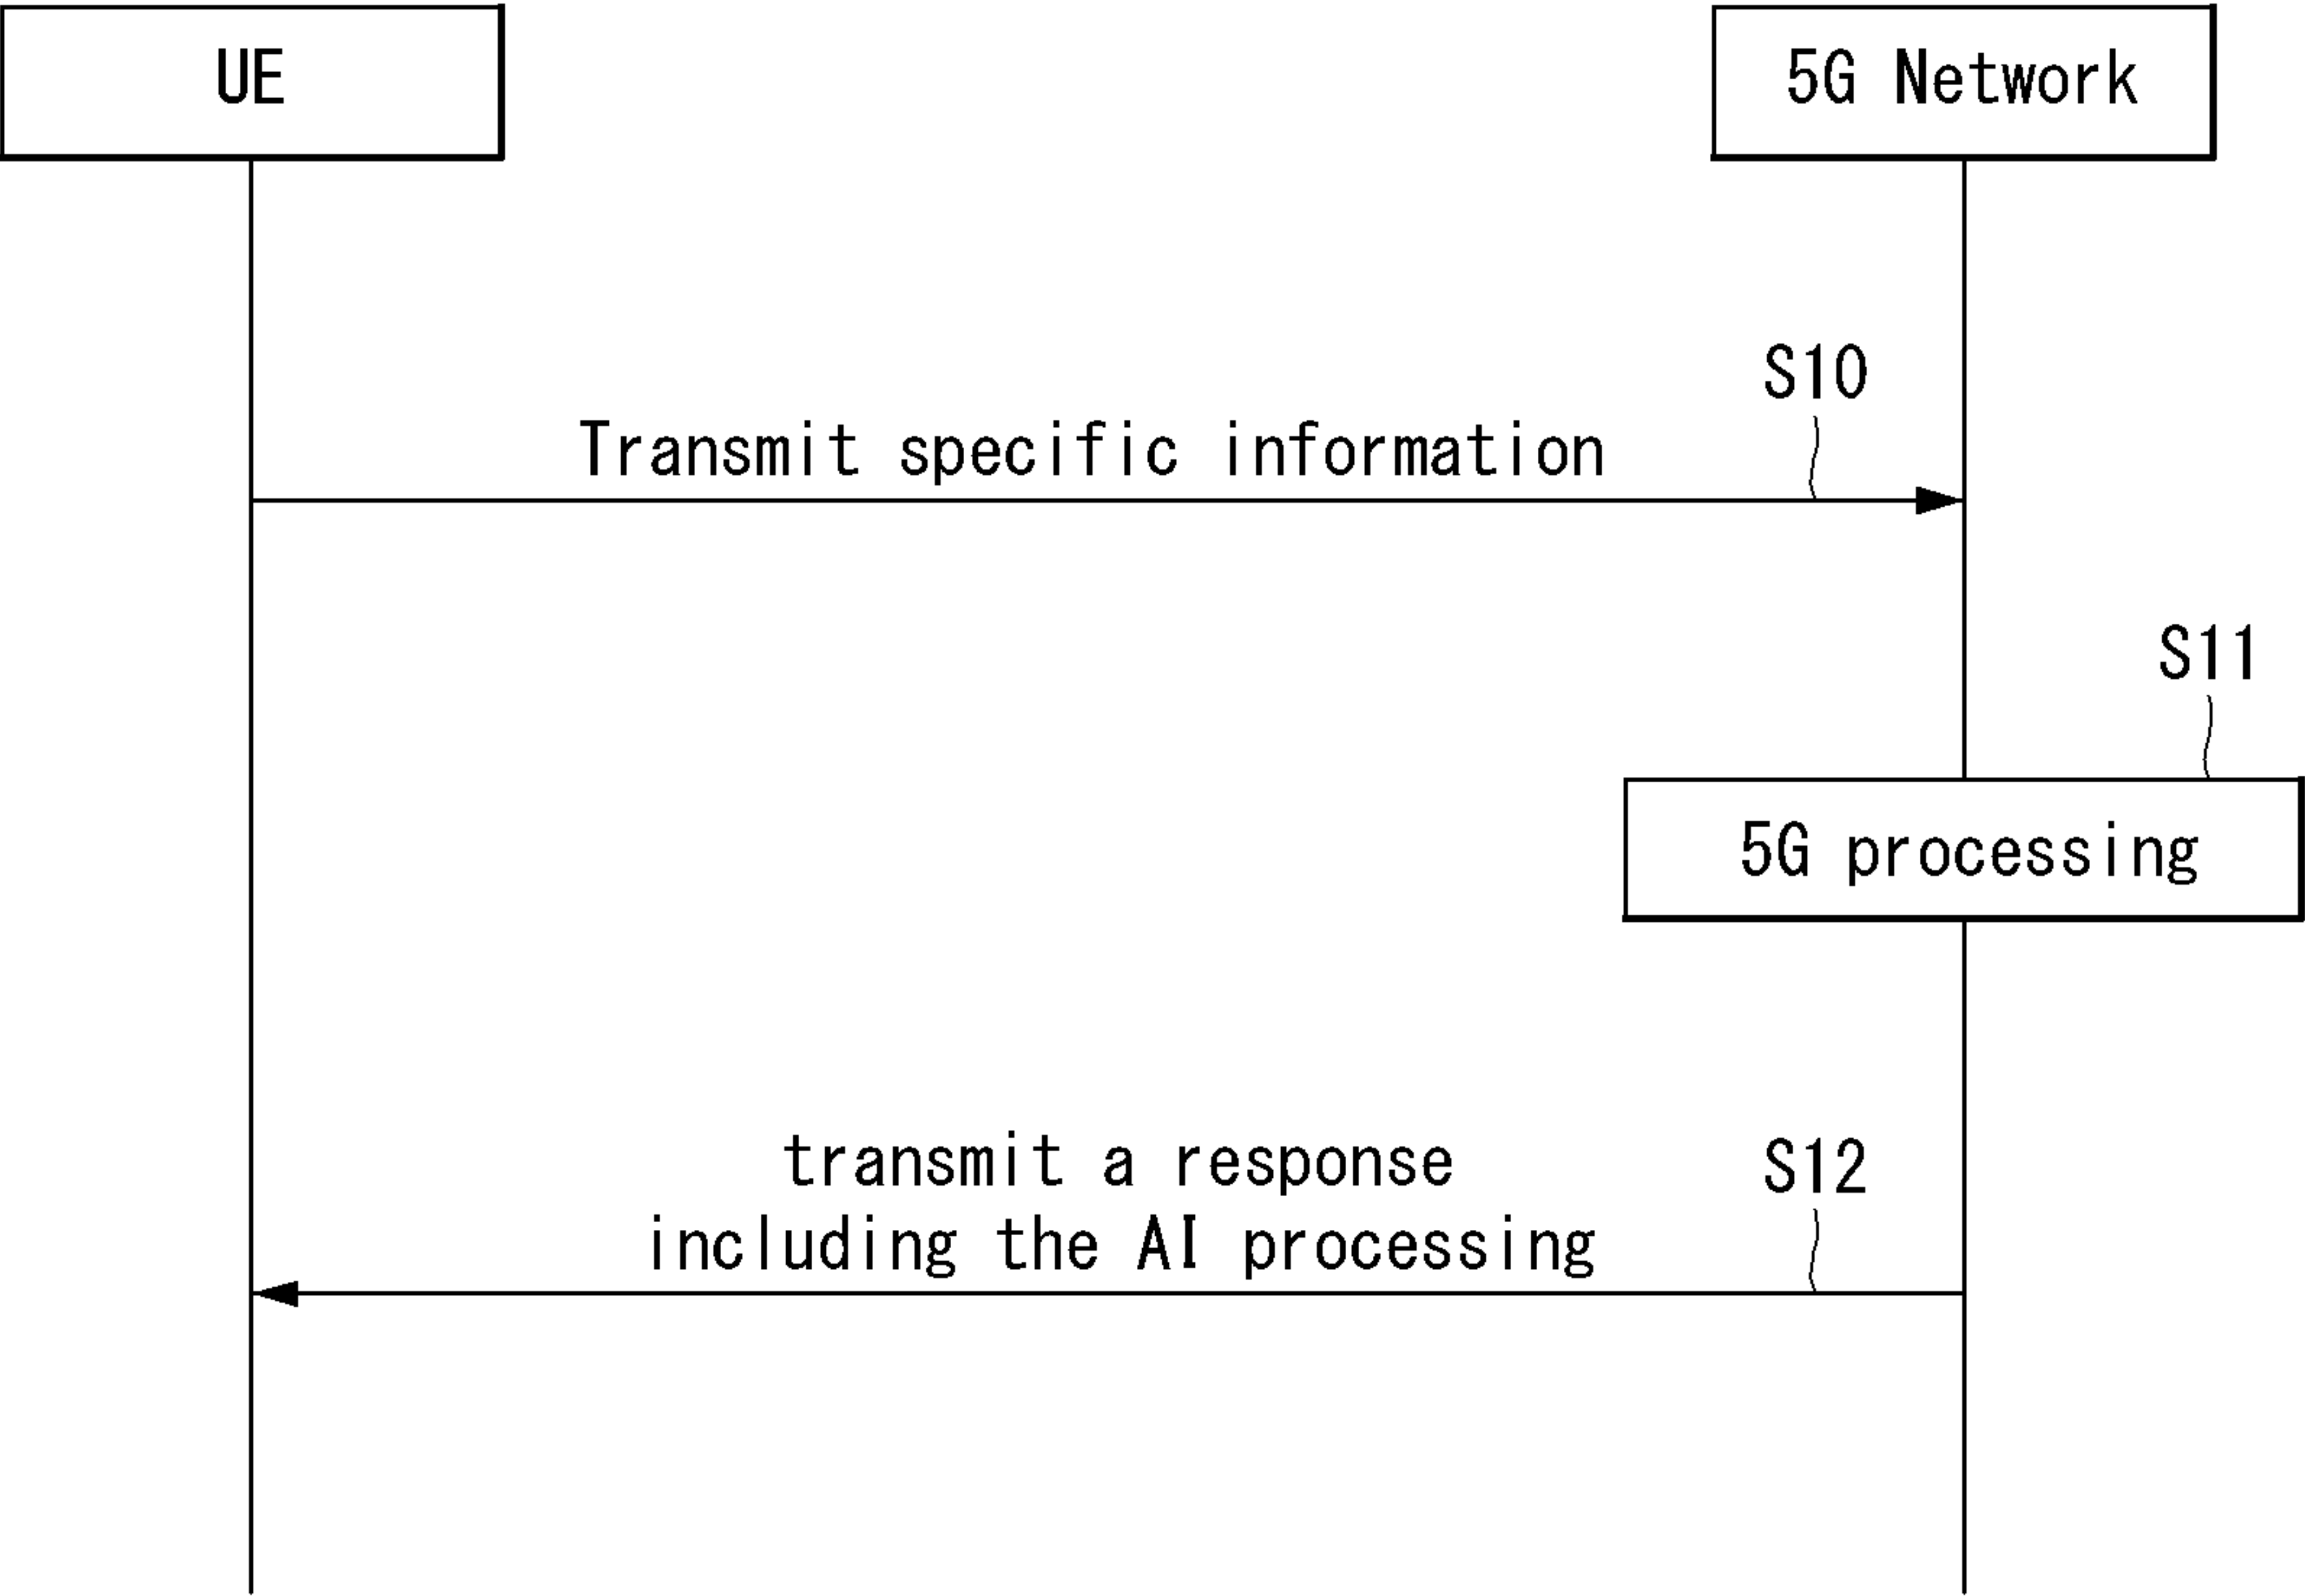 UE
5G Network
S10
Transmit specific information
S11
5G processing
transmit a response
S12
including the AI processing